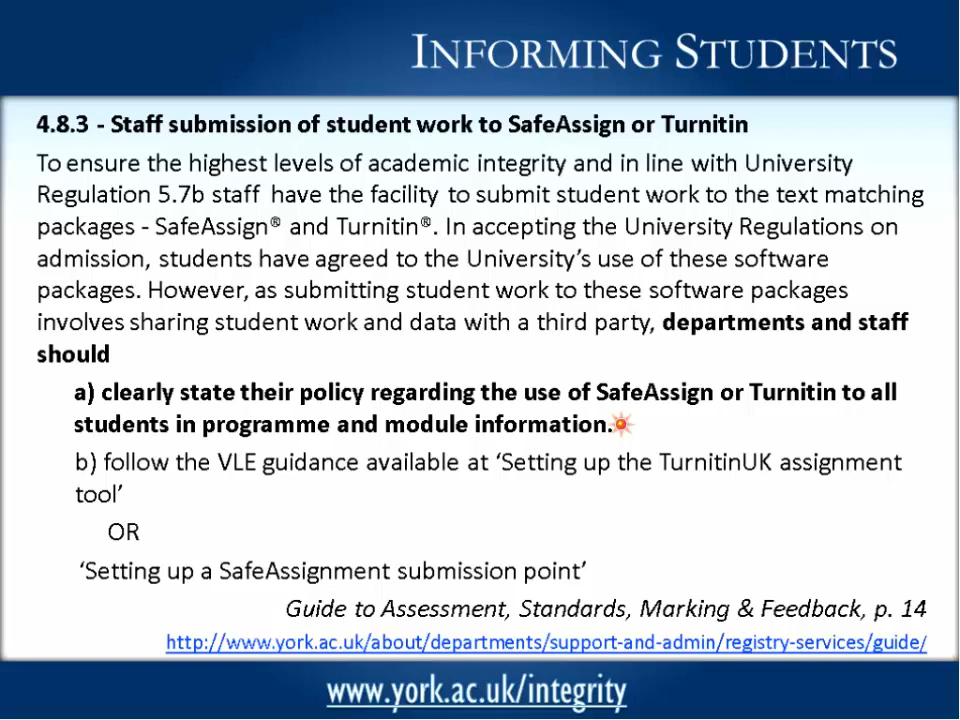 INFORMING STUDENTS
4.8.3 - Staff submission of student work to SafeAssign or Turnitin
To ensure the highest levels of academic integrity and in line with University
Regulation 5.7b staff have the facility to submit student work to the text matching
packages - SafeAssign® and Turnitin®. In accepting the University Regulations on
admission, students have agreed to the University's use of these software
packages. However, as submitting student work to these software packages
involves sharing student work and data with a third party, departments and staff
should
a) clearly state their policy regarding the use of SafeAssign or Turnitin to all
students in programme and module information.
b) follow the VLE guidance available at ‘Setting up the TurnitinUK assignment
tool’
OR
‘Setting up a SafeAssignment submission point’
Guide to Assessment, Standards, Marking & Feedback, p. 14
http://www.york.ac.uk/about/departments/support-and-admin/registry-services/guide/
www.york.ac.uk/integrity